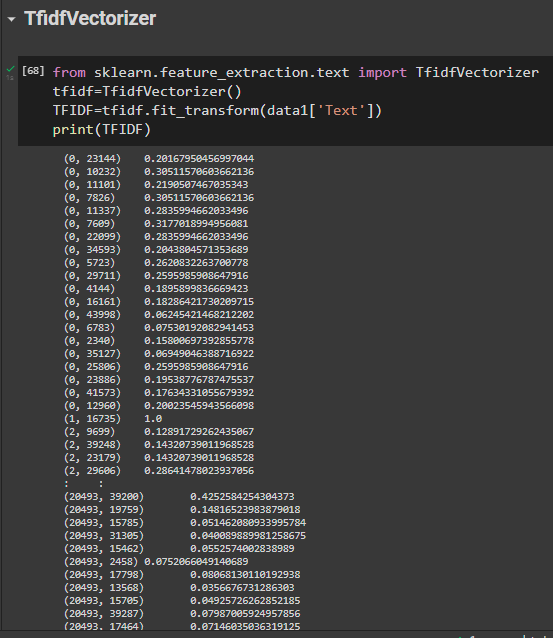 TfidfVectorizer
[68] from sklearn.feature_extraction.text import TfidfVectorizer
tfidf=TfidfVectorizer()
TFIDF=tfidf.fit_transform(data1['Text'])
print(TFIDF)
(0, 23144) 0.20167950456997044
(0, 10232) 0.30511570603662136
(0, 11101) 0.2190507467035343
(0, 7826) 0.30511570603662136
(0, 11337) 0.2835994662033496
(0, 7609) 0.3177018994956081
(0, 22099) 0.2835994662033496
(0, 34593) 0.2043804571353689
(0, 5723) 0.2620832263700778
(0, 29711) 0.2595985908647916
(0, 4144) 0.1895899836669423
(0, 16161) 0.18286421730209715
(0, 43998) 0.06245421468212202
(0, 6783) 0.07530192082941453
(0, 2340) 0.15800697392855778
(0, 35127) 0.06949046388716922
(0, 25806) 0.2595985908647916
(0, 23886) 0.19538776787475537
(0, 41573) 0.17634331055679392
(0, 12960) 0.20023545943566098
(1, 16735) 1.0
(2, 9699) 0.12891729262435067
(2, 39248) 0.14320739011968528
(2, 23179) 0.14320739011968528
(2, 29606) 0.28641478023937056
: :
(20493, 39200) 0.4252584254304373
(20493, 19759) 0.14816523983879018
(20493, 15785) 0.051462080933995784
(20493, 31305) 0.040089889981258675
(20493, 15462) 0.0552574002838989
(20493, 2458) 0.0752066049140689
(20493, 17798) 0.08068130110192938
(20493, 13568) 0.0356676731286303
(20493, 15705) 0.04925726262852185
(20493, 39287) 0.07987005924957856
(20493, 17464) 0.07146035036319125